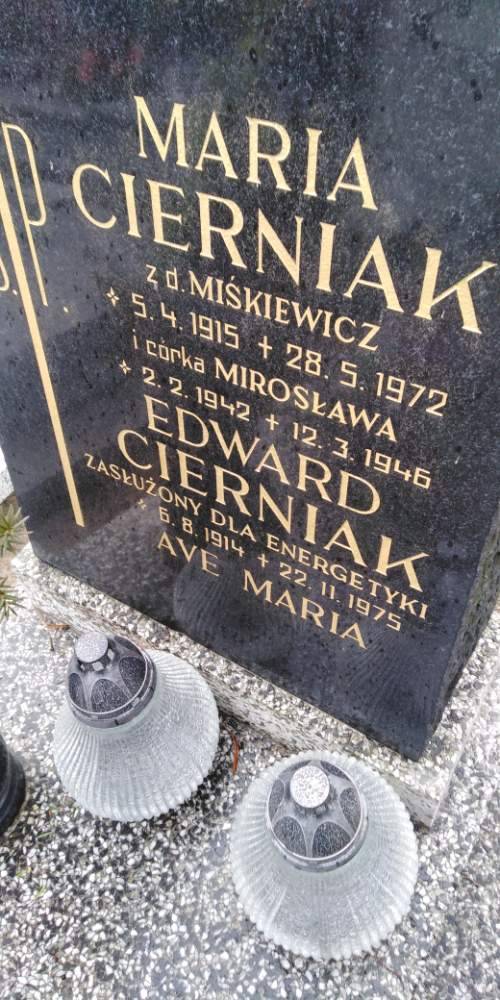 Ś.P.
MARIA
CIERNIAK
z d. MIŚKIEWICZ
5.4.1915 + 28.5.1972
i córka MIROSŁAWA
2.2.1942 + 12.3.1946
EDWARD
CIERNIAK
ZASŁUŻONY DLA ENERGETYKI
6.8.1914 + 22.11.1975
AVE MARIA